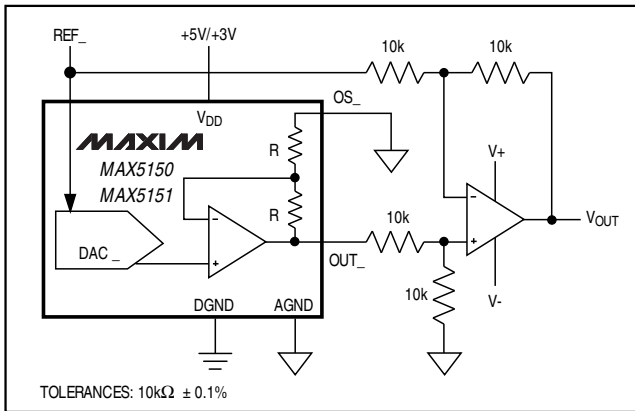 REF_
+5V/+3V
10k
10k
OS_
VDD
MAXIM
R
MAX5150
MAX5151
R
V+
10k
VOUT
DAC _
OUT_
10k
V-
DGND
AGND
TOLERANCES: 10kΩ ± 0.1%
-
+
-
+